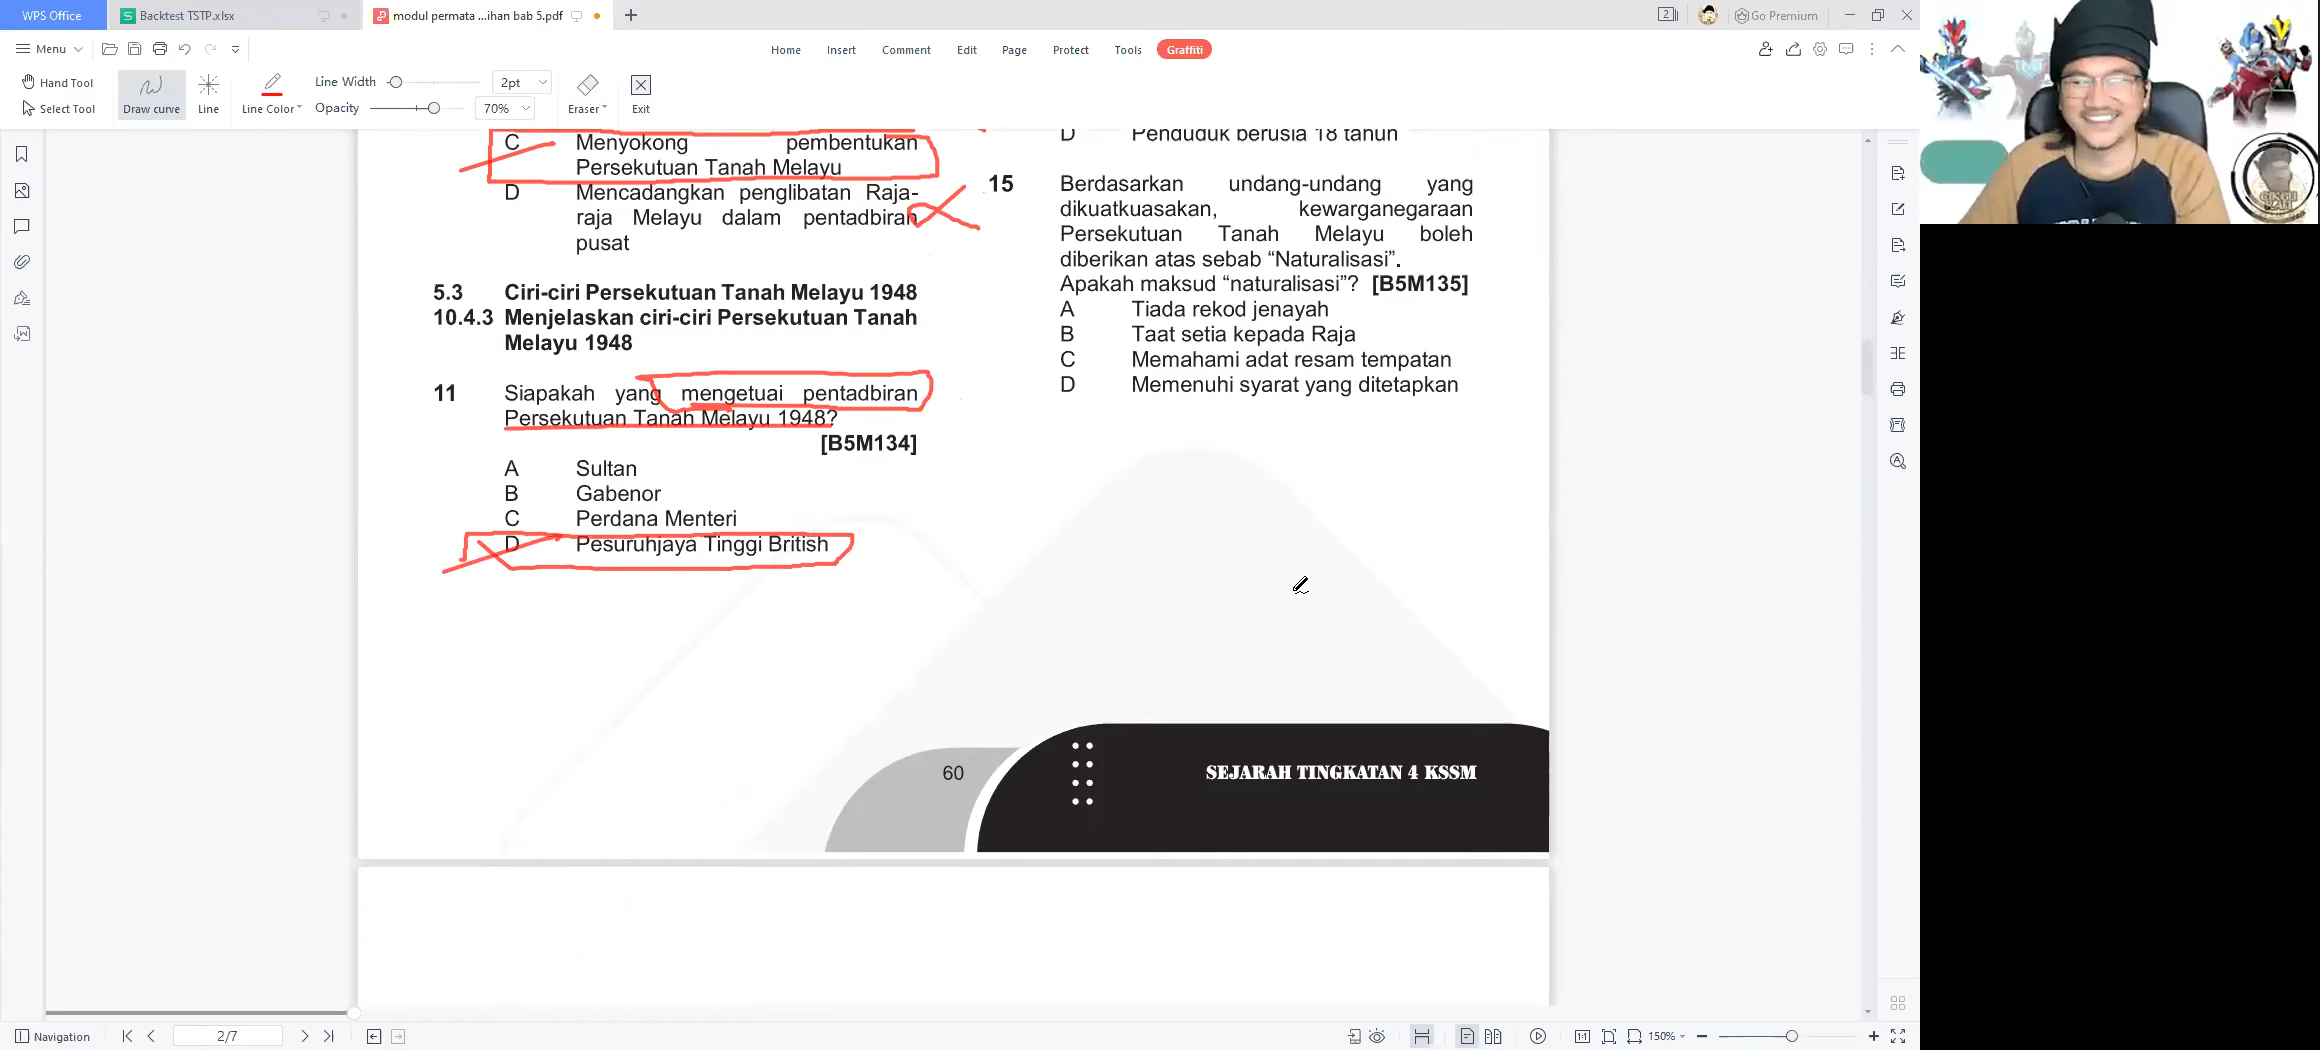 WPS Office
Backtest TSTP.xlsx
modul permata ...ihan bab 5.pdf
2
Go Premium
Menu
Home
Insert
Comment
Edit
Page
Protect
Tools
Graffiti
Hand Tool
Select Tool
Draw curve
Line
Line Color
Line Width
2pt
Opacity
70%
Eraser
Exit
C Menyokong pembentukan
Persekutuan Tanah Melayu
D Mencadangkan penglibatan Raja-
raja Melayu dalam pentadbiran
pusat
5.3 Ciri-ciri Persekutuan Tanah Melayu 1948
10.4.3 Menjelaskan ciri-ciri Persekutuan Tanah
Melayu 1948
11 Siapakah yang mengetuai pentadbiran
Persekutuan Tanah Melayu 1948?
[B5M134]
A Sultan
B Gabenor
C Perdana Menteri
D Pesuruhjaya Tinggi British
D Penduduk berusia 18 tahun
15 Berdasarkan undang-undang yang
dikuatkuasakan, kewarganegaraan
Persekutuan Tanah Melayu boleh
diberikan atas sebab “Naturalisasi”.
Apakah maksud “naturalisasi”? [B5M135]
A Tiada rekod jenayah
B Taat setia kepada Raja
C Memahami adat resam tempatan
D Memenuhi syarat yang ditetapkan
60
SEJARAH TINGKATAN 4 KSSM
Navigation
2/7
1:1
150%